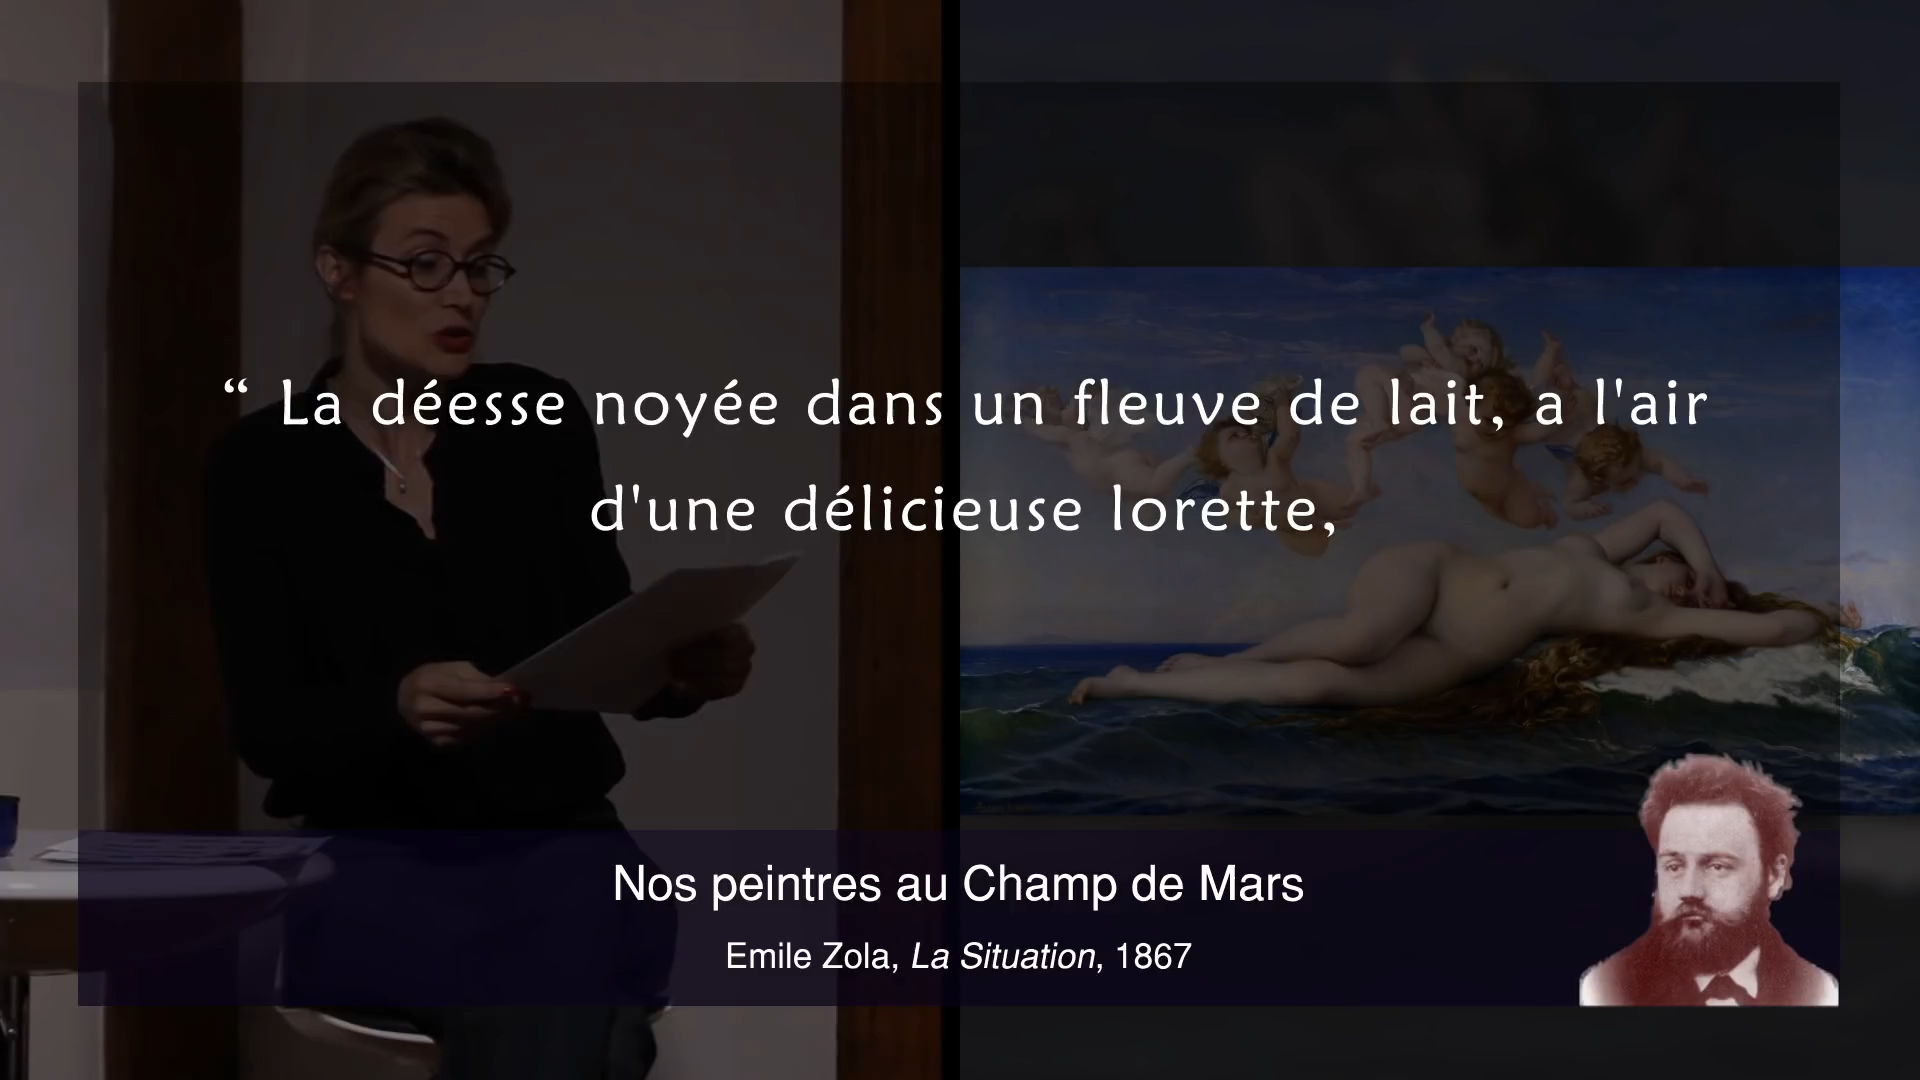 “ La déesse noyée dans un fleuve de lait, a l'air
d'une délicieuse lorette,
Nos peintres au Champ de Mars
Emile Zola, La Situation, 1867